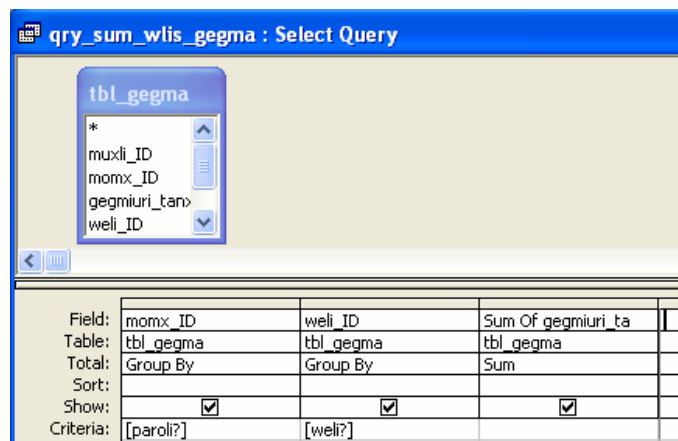 qry_sum_wlis_gegma : Select Query
tbl_gegma
*
muxli_ID
momx_ID
gegmiuri_tanx
weli_ID
Field: momx_ID weli_ID Sum Of gegmiuri_ta
Table: tbl_gegma tbl_gegma tbl_gegma
Total: Group By Group By Sum
Sort:
Show:
Criteria: [paroli?] [weli?]